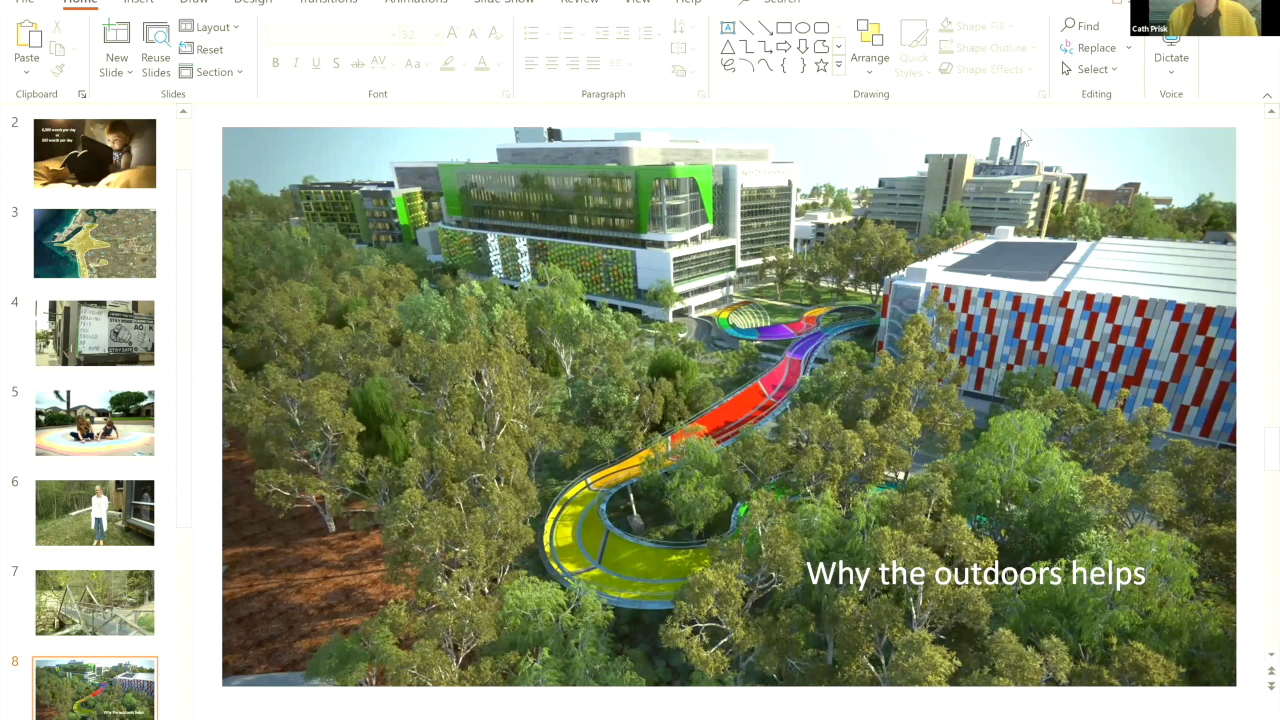 Home
Insert
Draw
Design
Transitions
Animations
Slide Show
Review
View
Help
Search
Cath Prisk
Paste
New
Slide
Reuse
Slides
Layout
Reset
Section
32
Aa
Arrange
Quick
Styles
Shape Fill
Shape Outline
Shape Effects
Find
Replace
Select
Dictate
Clipboard
Slides
Font
Paragraph
Drawing
Editing
Voice
2
3
4
5
6
7
8
Why the outdoors helps